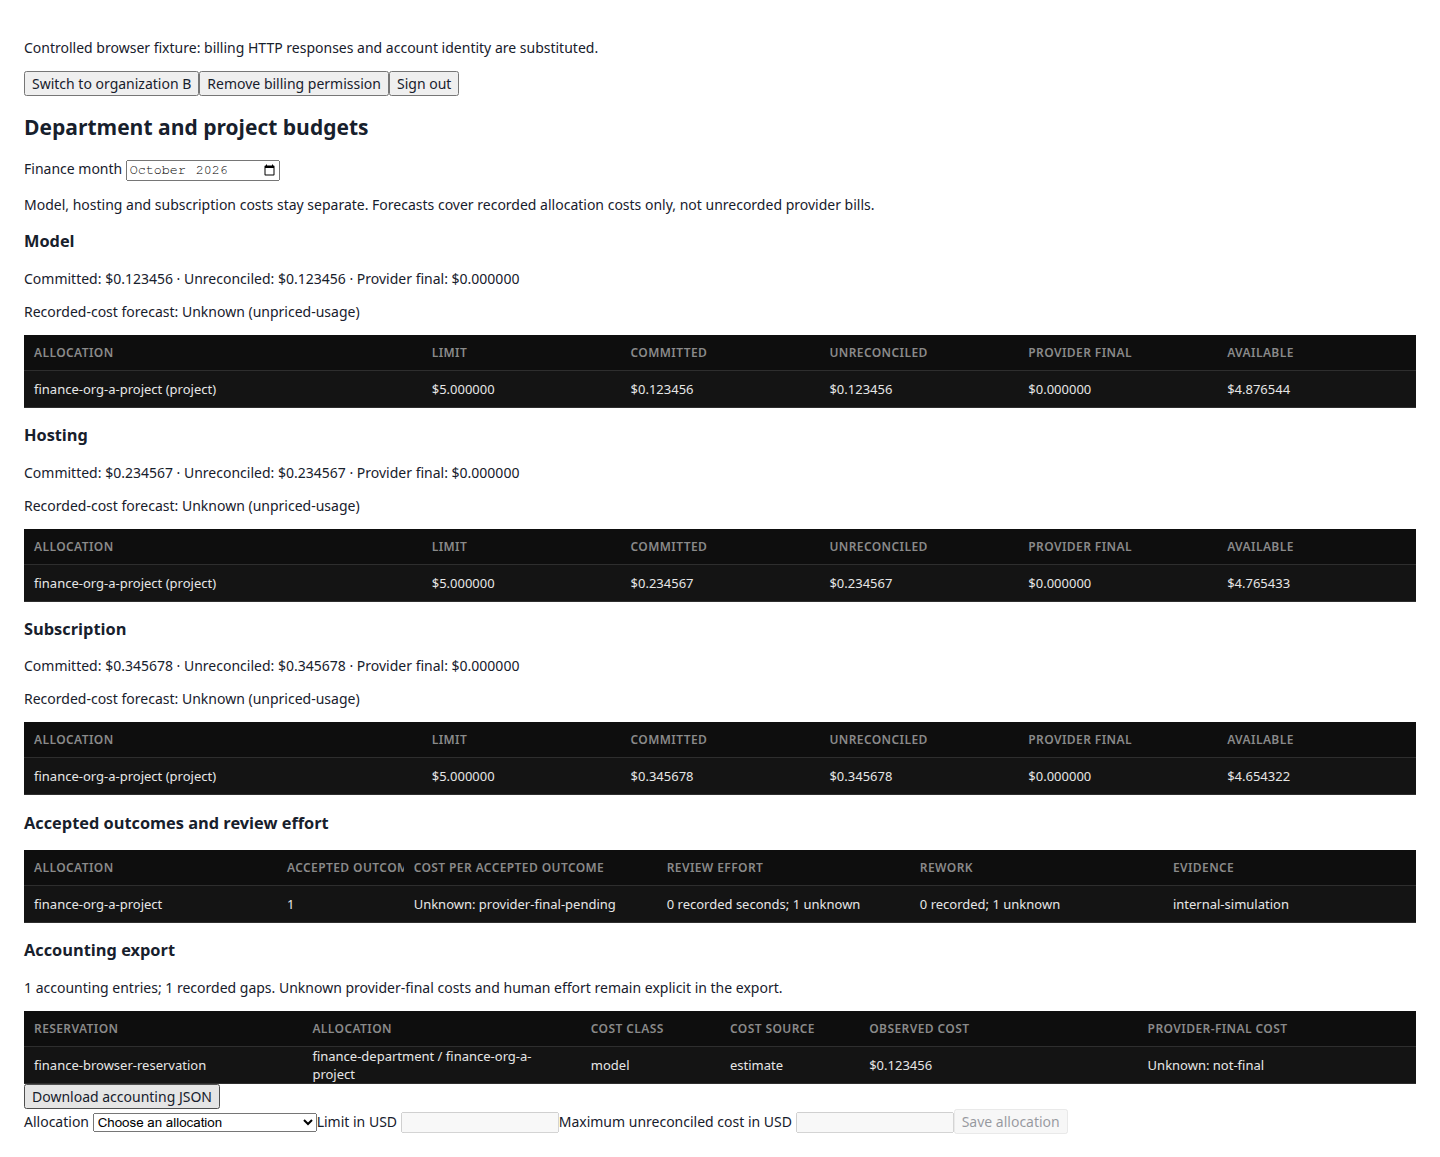 Controlled browser fixture: billing HTTP responses and account identity are substituted.
Switch to organization B Remove billing permission Sign out
Department and project budgets
Finance month October 2026
Model, hosting and subscription costs stay separate. Forecasts cover recorded allocation costs only, not unrecorded provider bills.
Model
Committed: $0.123456 · Unreconciled: $0.123456 · Provider final: $0.000000
Recorded-cost forecast: Unknown (unpriced-usage)
ALLOCATION LIMIT COMMITTED UNRECONCILED PROVIDER FINAL AVAILABLE
finance-org-a-project (project) $5.000000 $0.123456 $0.123456 $0.000000 $4.876544
Hosting
Committed: $0.234567 · Unreconciled: $0.234567 · Provider final: $0.000000
Recorded-cost forecast: Unknown (unpriced-usage)
ALLOCATION LIMIT COMMITTED UNRECONCILED PROVIDER FINAL AVAILABLE
finance-org-a-project (project) $5.000000 $0.234567 $0.234567 $0.000000 $4.765433
Subscription
Committed: $0.345678 · Unreconciled: $0.345678 · Provider final: $0.000000
Recorded-cost forecast: Unknown (unpriced-usage)
ALLOCATION LIMIT COMMITTED UNRECONCILED PROVIDER FINAL AVAILABLE
finance-org-a-project (project) $5.000000 $0.345678 $0.345678 $0.000000 $4.654322
Accepted outcomes and review effort
ALLOCATION ACCEPTED OUTCOM COST PER ACCEPTED OUTCOME REVIEW EFFORT REWORK EVIDENCE
finance-org-a-project 1 Unknown: provider-final-pending 0 recorded seconds; 1 unknown 0 recorded; 1 unknown internal-simulation
Accounting export
1 accounting entries; 1 recorded gaps. Unknown provider-final costs and human effort remain explicit in the export.
RESERVATION ALLOCATION COST CLASS COST SOURCE OBSERVED COST PROVIDER-FINAL COST
finance-browser-reservation finance-department / finance-org-a-project model estimate $0.123456 Unknown: not-final
Download accounting JSON
Allocation Choose an allocation Limit in USD Maximum unreconciled cost in USD Save allocation